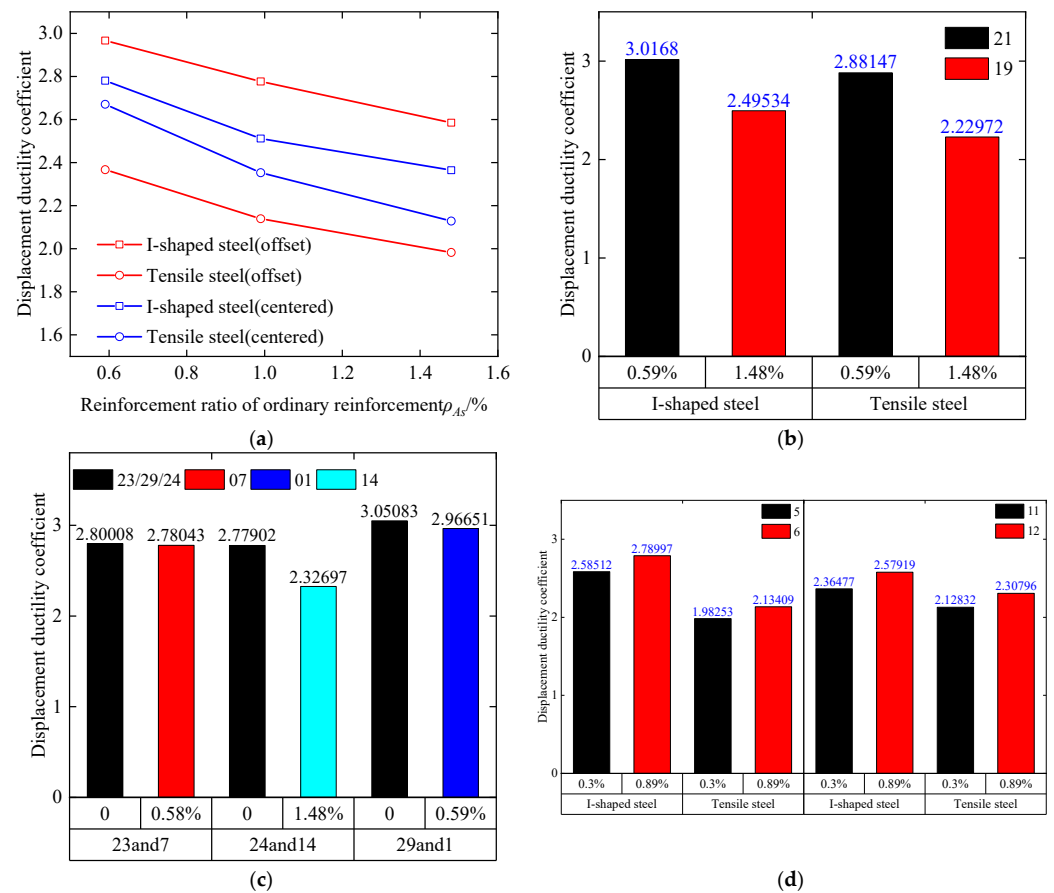 3.0
2.8
2.6
2.4
2.2
2.0
1.8
1.6
Displacement ductility coefficient
I-shaped steel(offset)
Tensile steel(offset)
I-shaped steel(centered)
Tensile steel(centered)
0.6 0.8 1.0 1.2 1.4 1.6
Reinforcement ratio of ordinary reinforcementρAs/%
(a)
3
2
1
0
Displacement ductility coefficient
21
19
3.0168
2.49534
2.88147
2.22972
0.59% 1.48% 0.59% 1.48%
I-shaped steel Tensile steel
(b)
3
2
1
0
Displacement ductility coefficient
23/29/24 07 01 14
2.80008 2.78043 2.77902 2.32697 3.05083 2.96651
0 0.58% 0 1.48% 0 0.59%
23and7 24and14 29and1
(c)
3
2
1
0
Displacement ductility coefficient
5
6
11
12
2.58512 2.78997 1.98253 2.13409 2.36477 2.57919 2.12832 2.30796
0.3% 0.89% 0.3% 0.89% 0.3% 0.89% 0.3% 0.89%
I-shaped steel Tensile steel I-shaped steel Tensile steel
(d)